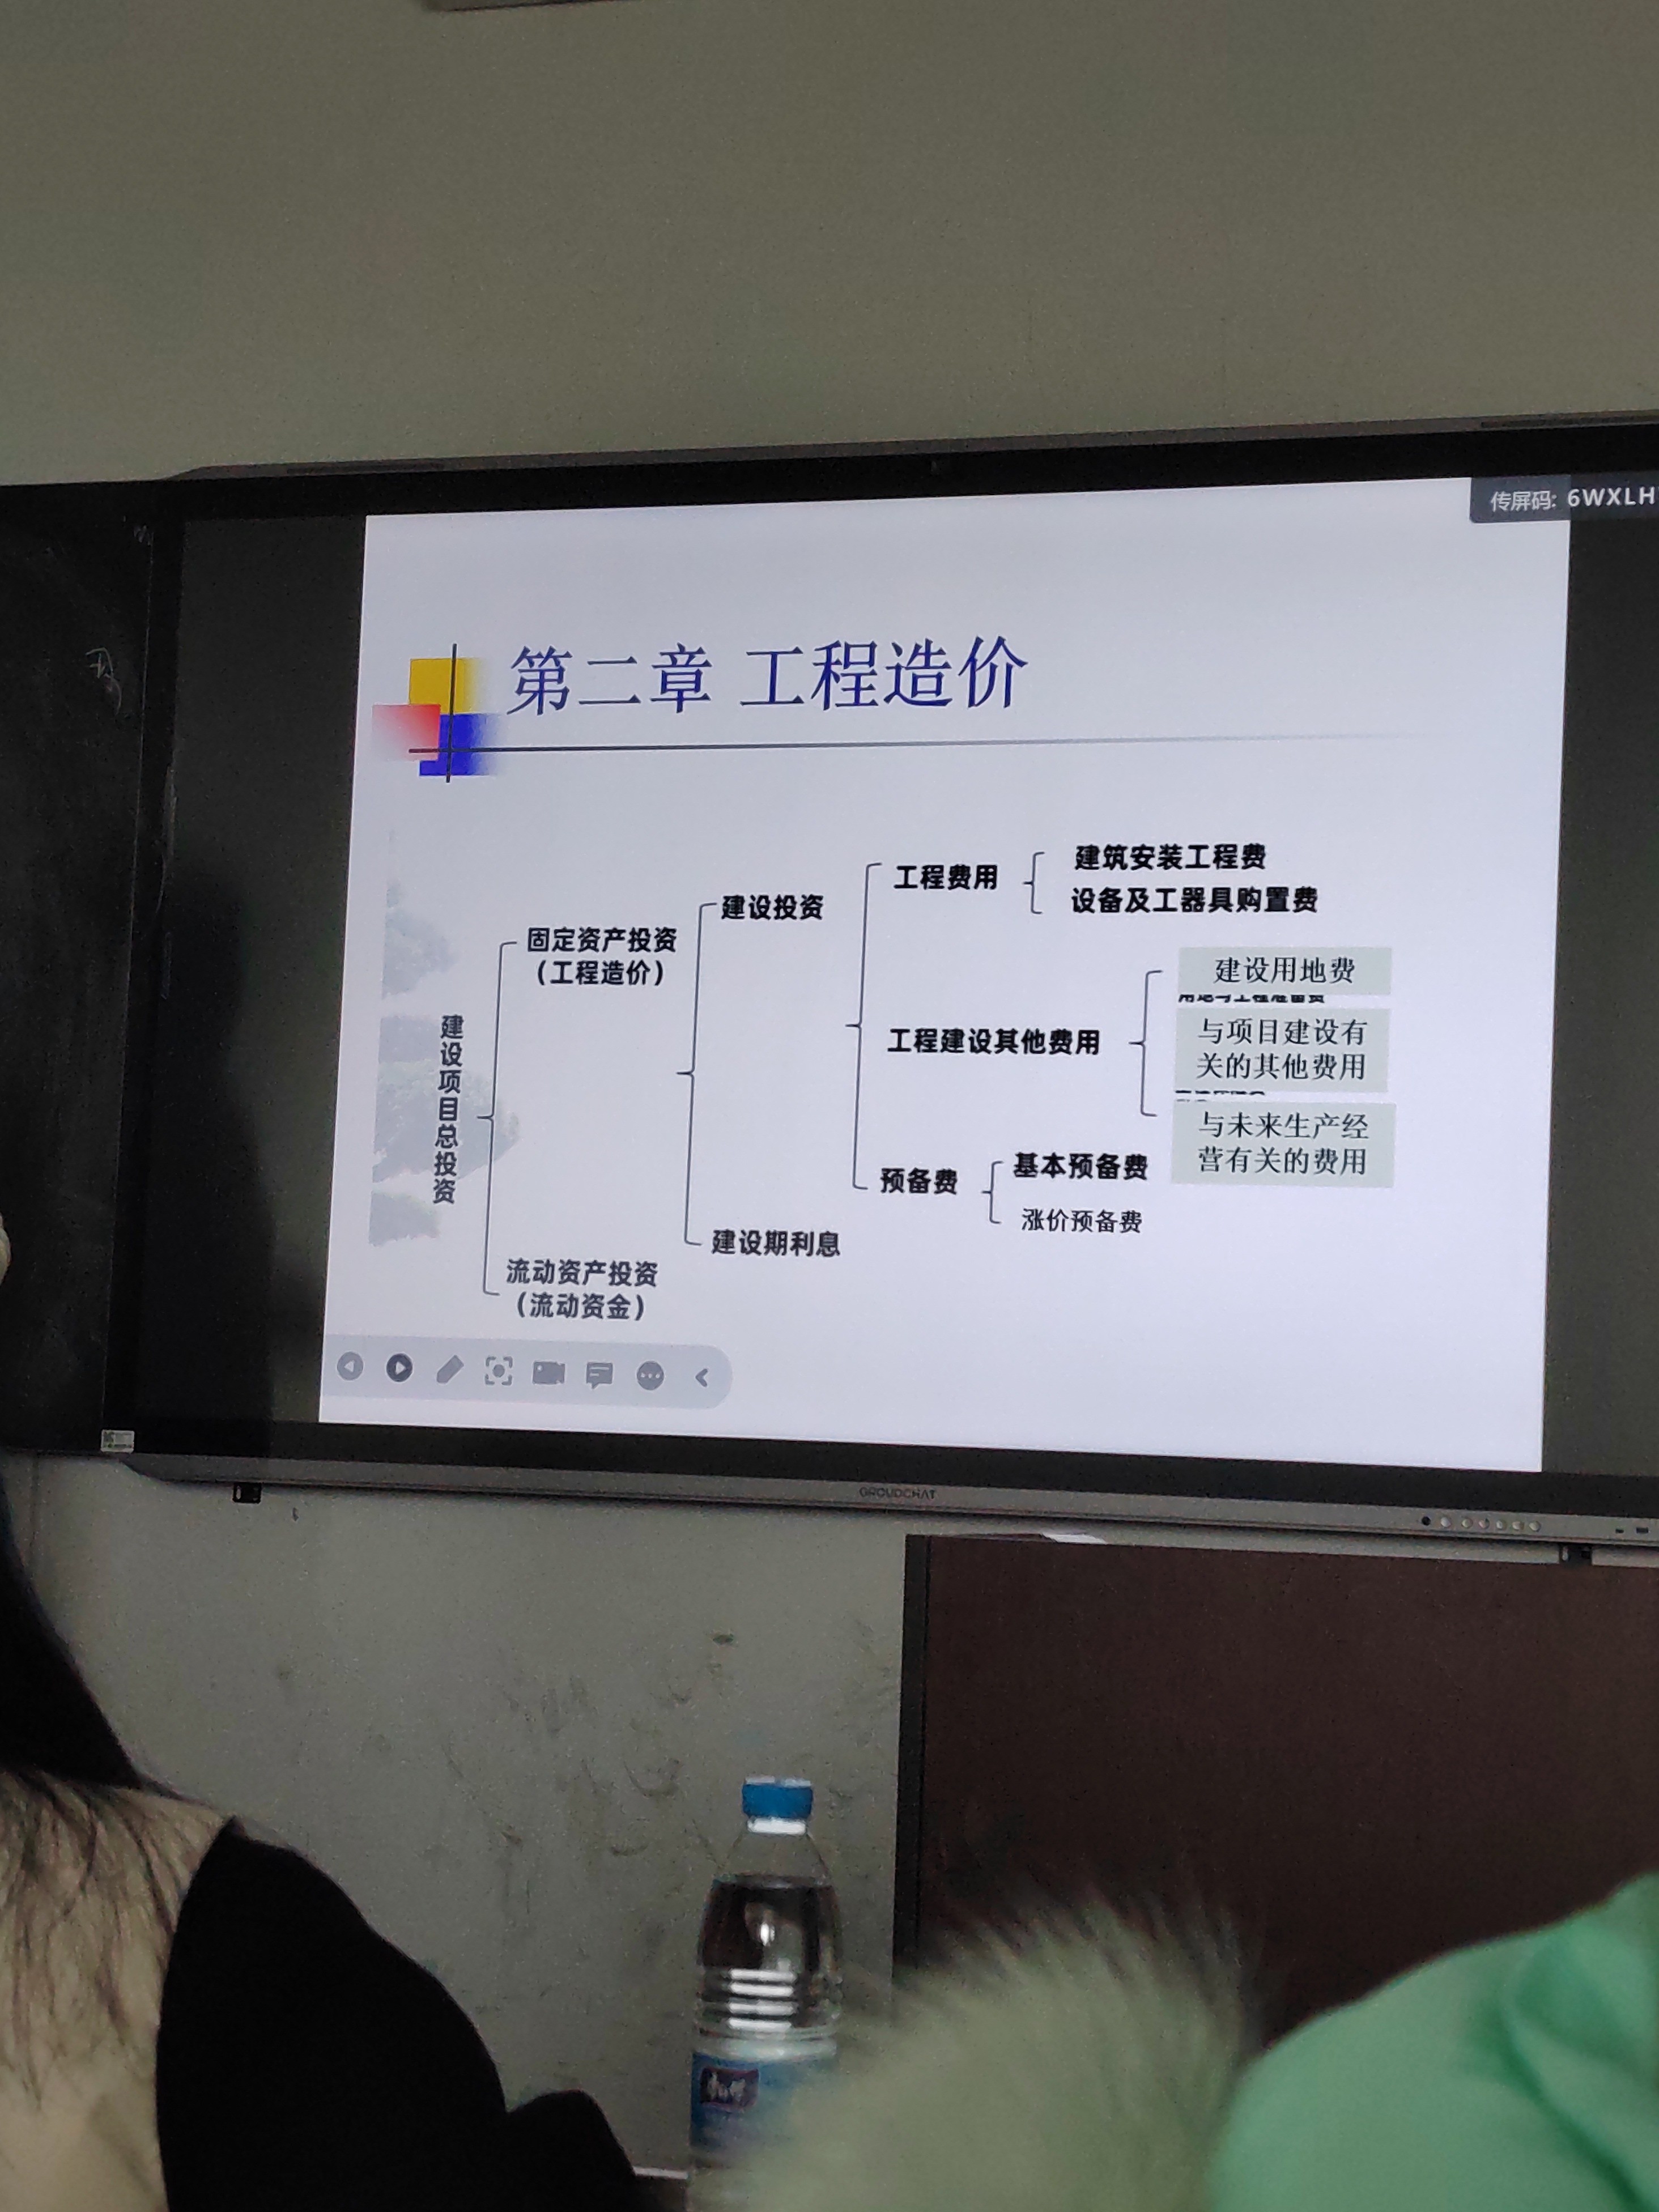 传屏码: 6WXLH
第二章 工程造价
建设项目总投资
固定资产投资
（工程造价）
流动资产投资
（流动资金）
建设投资
建设期利息
工程费用
工程建设其他费用
预备费
建筑安装工程费
设备及工器具购置费
建设用地费
与项目建设有
关的其他费用
与未来生产经
营有关的费用
基本预备费
涨价预备费
GROUDCHAT